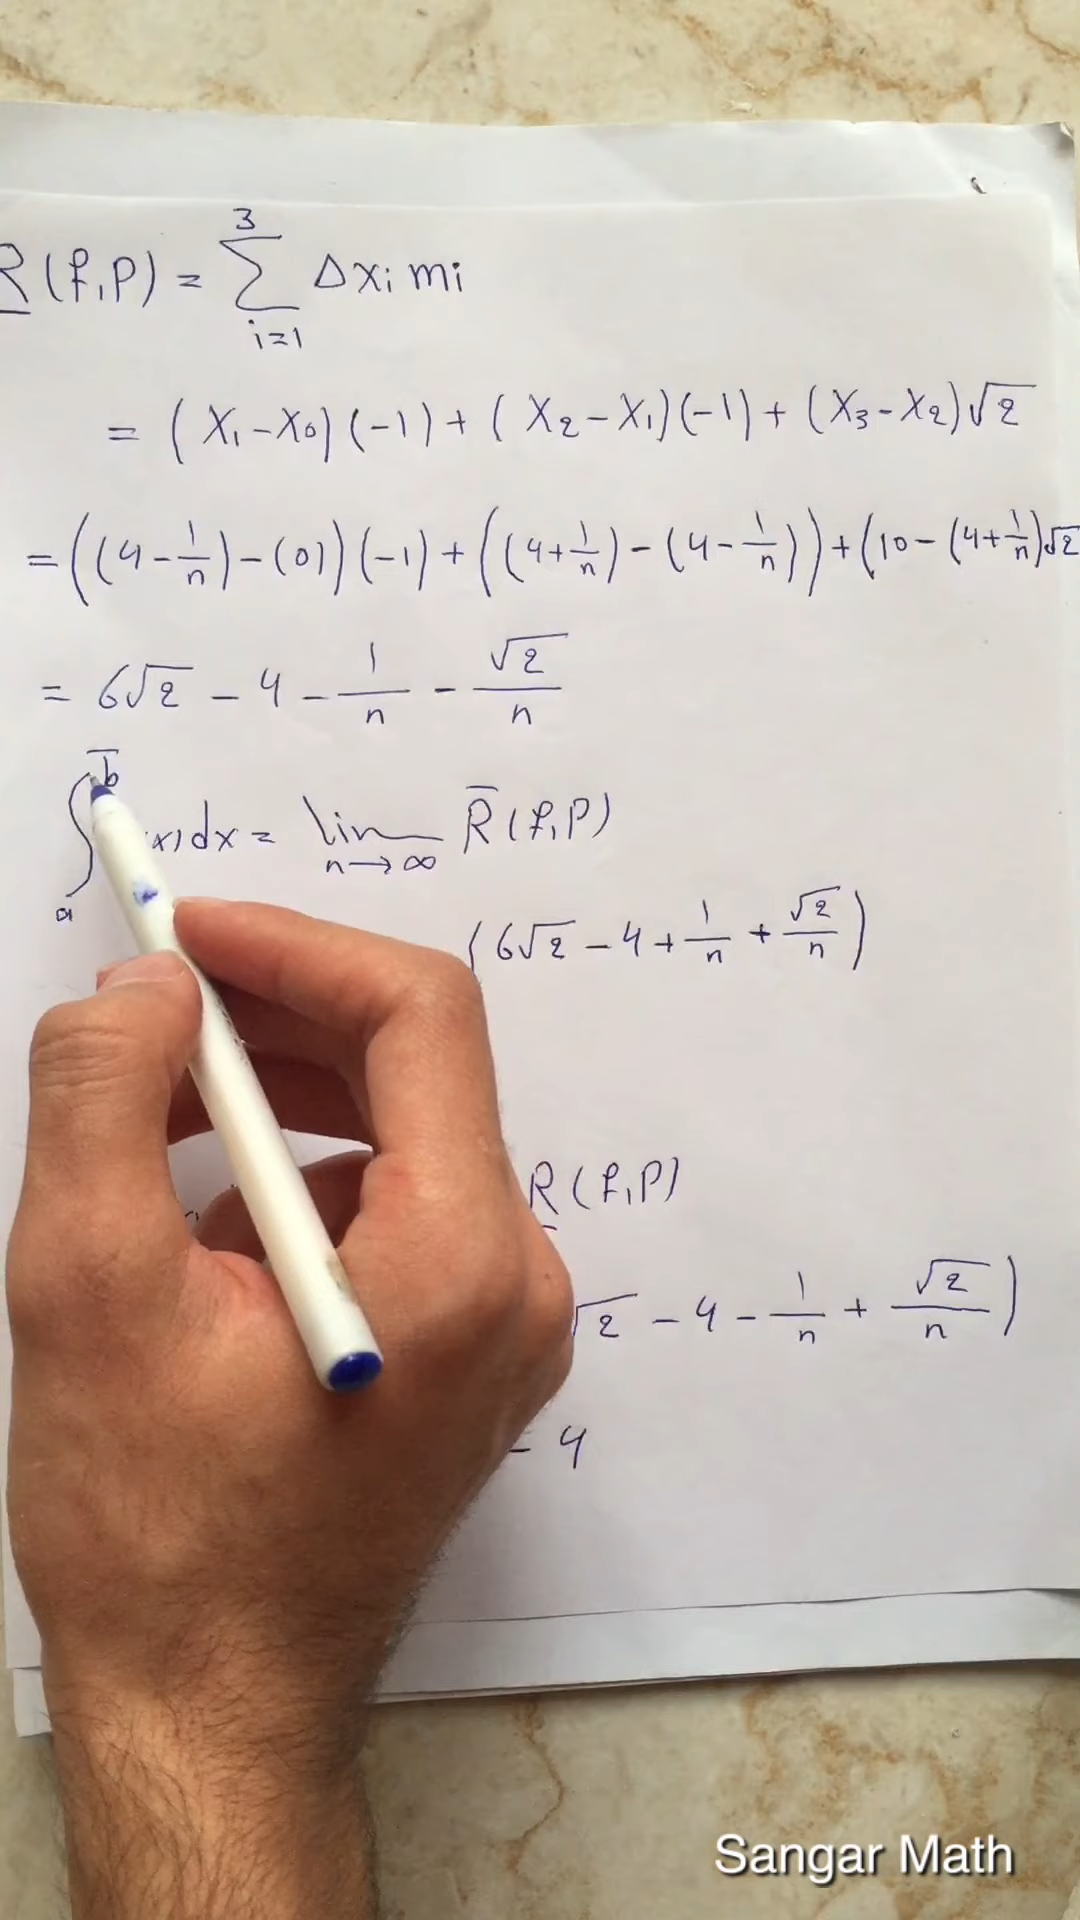 R(f,p) = 3 ∑ i=1 Δxᵢ mᵢ
= (x₁-x₀)(-1)+(x₂-x₁)(-1)+(x₃-x₂)√2
=((4-1/n)-(0))(-1)+((4+1/n)-(4-1/n))+(10-(4+1/n)√2
= 6√2 - 4 - 1/n - √2/n
∫ b a x)dx = lim n→∞ R̅(f,p)
(6√2-4+1/n+√2/n)
R(f,p)
√2-4-1/n+√2/n)
- 4
Sangar Math